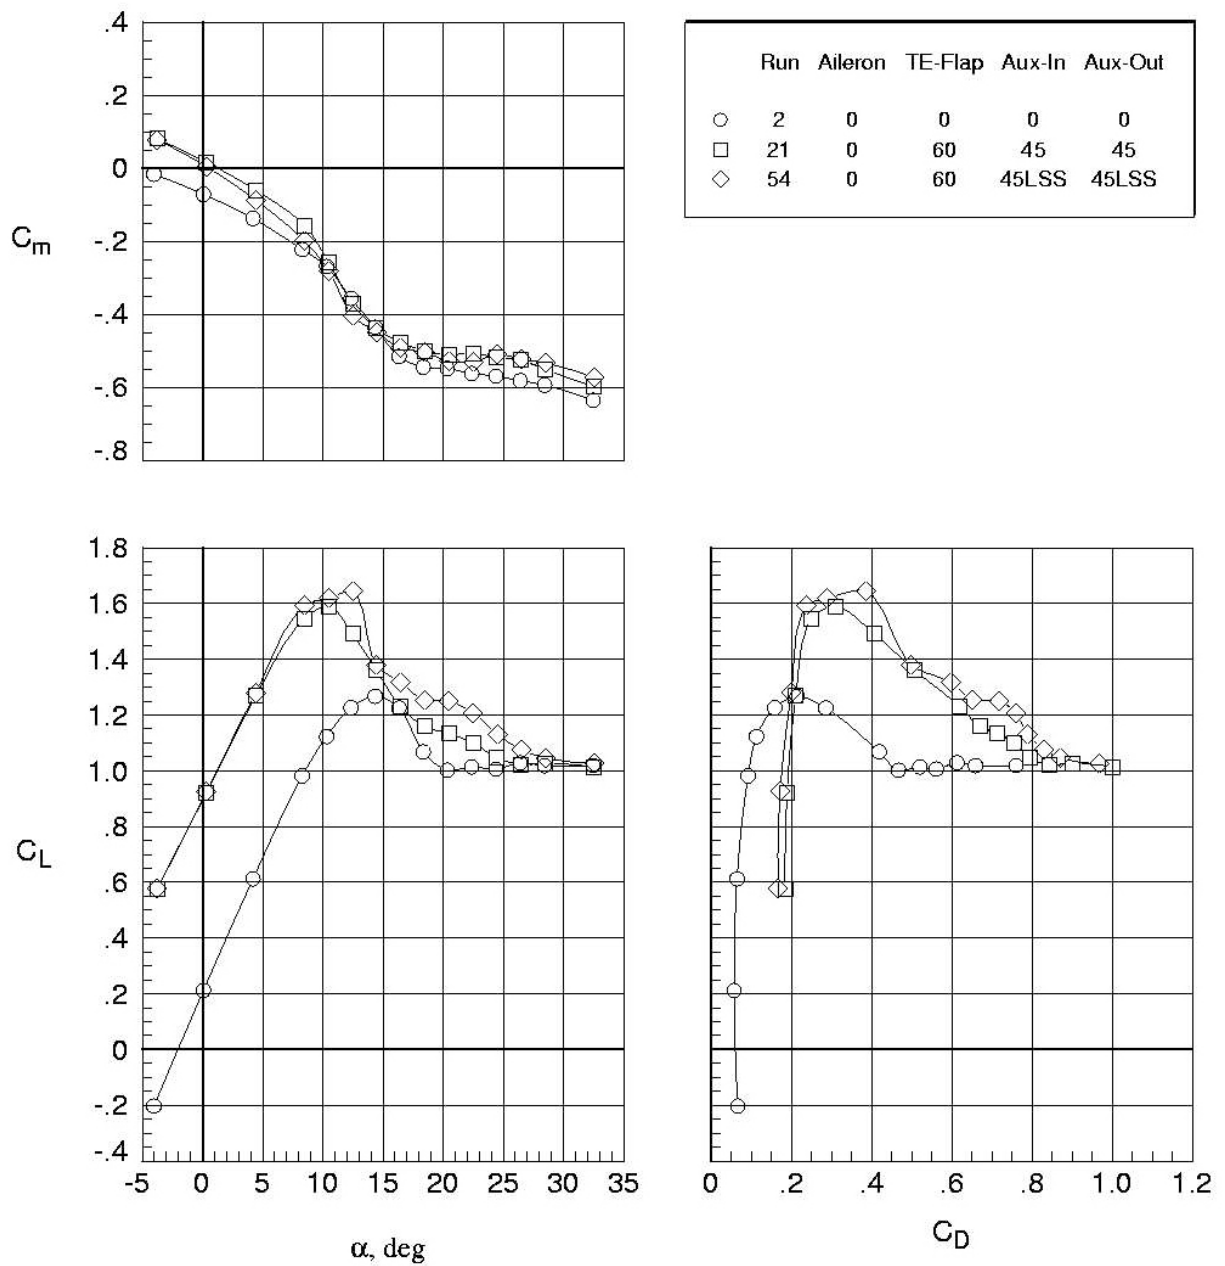 .4
.2
0
-.2
-.4
-.6
-.8
Cm
Run Aileron TE-Flap Aux-In Aux-Out
2 0 0 0 0
21 0 60 45 45
54 0 60 45LSS 45LSS
1.8
1.6
1.4
1.2
1.0
.8
.6
.4
.2
0
-.2
-.4
CL
-5 0 5 10 15 20 25 30 35
α, deg
0 .2 .4 .6 .8 1.0 1.2
CD